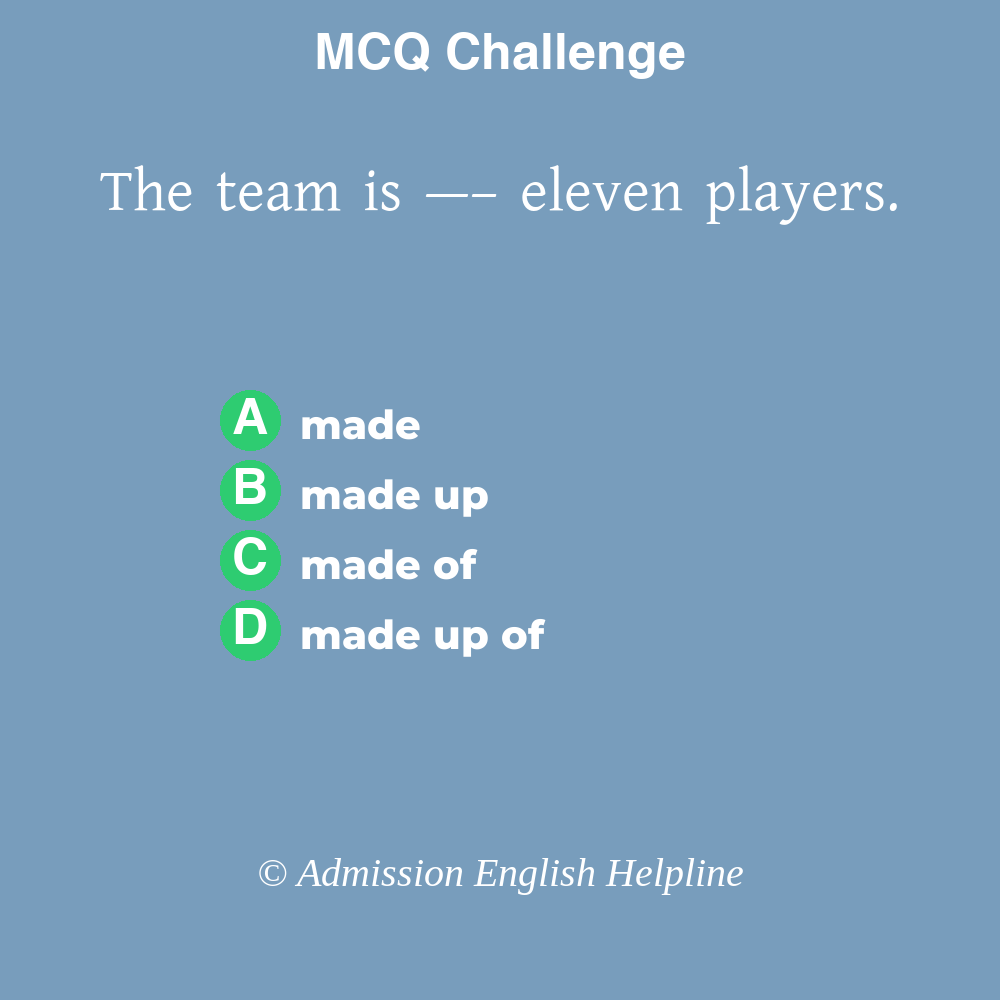 MCQ Challenge
The team is —– eleven players.
A made
B made up
C made of
D made up of
© Admission English Helpline